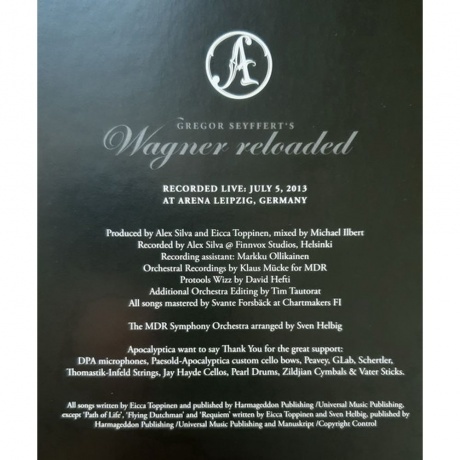 A
GREGOR SEYFFERT'S
Wagner reloaded
RECORDED LIVE: JULY 5, 2013
AT ARENA LEIPZIG, GERMANY
Produced by Alex Silva and Eicca Toppinen, mixed by Michael Ilbert
Recorded by Alex Silva @ Finnvox Studios, Helsinki
Recording assistant: Markku Ollikainen
Orchestral Recordings by Klaus Mücke for MDR
Protools Wizz by David Hefti
Additional Orchestra Editing by Tim Tautorat
All songs mastered by Svante Forsbäck at Chartmakers FI
The MDR Symphony Orchestra arranged by Sven Helbig
Apocalyptica want to say Thank You for the great support:
DPA microphones, Paesold-Apocalyptica custom cello bows, Peavey, GLab, Schertler,
Thomastik-Infeld Strings, Jay Hayde Cellos, Pearl Drums, Zildjian Cymbals & Vater Sticks.
All songs written by Eicca Toppinen and published by Harmageddon Publishing /Universal Music Publishing,
except 'Path of Life', 'Flying Dutchman' and 'Requiem' written by Eicca Toppinen and Sven Helbig, published by
Harmageddon Publishing /Universal Music Publishing and Manuskript /Copyright Control